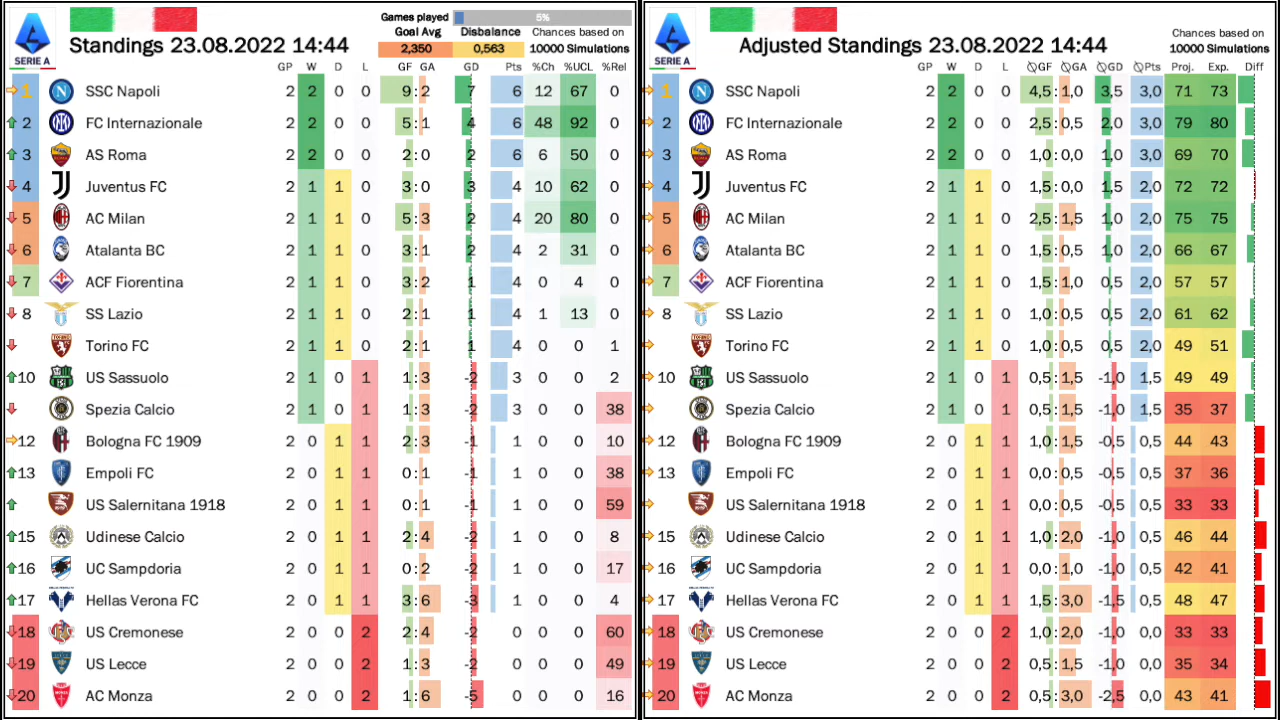 Games played 5%
Goal Avg Disbalance Chances based on
Standings 23.08.2022 14:44 2,350 0,563 10000 Simulations
SERIE A
GP W D L GF GA GD Pts %Ch %UCL %Rel
1 SSC Napoli 2 2 0 0 9 : 2 7 6 12 67 0
2 FC Internazionale 2 2 0 0 5 : 1 4 6 48 92 0
3 AS Roma 2 2 0 0 2 : 0 2 6 6 50 0
4 Juventus FC 2 1 1 0 3 : 0 3 4 10 62 0
5 AC Milan 2 1 1 0 5 : 3 2 4 20 80 0
6 Atalanta BC 2 1 1 0 3 : 1 2 4 2 31 0
7 ACF Fiorentina 2 1 1 0 3 : 2 1 4 0 4 0
8 SS Lazio 2 1 1 0 2 : 1 1 4 1 13 0
Torino FC 2 1 1 0 2 : 1 1 4 0 0 1
10 US Sassuolo 2 1 0 1 1 : 3 -2 3 0 0 2
Spezia Calcio 2 1 0 1 1 : 3 -2 3 0 0 38
12 Bologna FC 1909 2 0 1 1 2 : 3 -1 1 0 0 10
13 Empoli FC 2 0 1 1 0 : 1 -1 1 0 0 38
US Salernitana 1918 2 0 1 1 0 : 1 -1 1 0 0 59
15 Udinese Calcio 2 0 1 1 2 : 4 -2 1 0 0 8
16 UC Sampdoria 2 0 1 1 0 : 2 -2 1 0 0 17
17 Hellas Verona FC 2 0 1 1 3 : 6 -3 1 0 0 4
18 US Cremonese 2 0 0 2 2 : 4 -2 0 0 0 60
19 US Lecce 2 0 0 2 1 : 3 -2 0 0 0 49
20 AC Monza 2 0 0 2 1 : 6 -5 0 0 0 16
Chances based on
Adjusted Standings 23.08.2022 14:44 10000 Simulations
SERIE A
GP W D L ∅GF ∅GA ∅GD ∅Pts Proj. Exp. Diff
1 SSC Napoli 2 2 0 0 4,5 : 1,0 3,5 3,0 71 73
2 FC Internazionale 2 2 0 0 2,5 : 0,5 2,0 3,0 79 80
3 AS Roma 2 2 0 0 1,0 : 0,0 1,0 3,0 69 70
4 Juventus FC 2 1 1 0 1,5 : 0,0 1,5 2,0 72 72
5 AC Milan 2 1 1 0 2,5 : 1,5 1,0 2,0 75 75
6 Atalanta BC 2 1 1 0 1,5 : 0,5 1,0 2,0 66 67
7 ACF Fiorentina 2 1 1 0 1,5 : 1,0 0,5 2,0 57 57
8 SS Lazio 2 1 1 0 1,0 : 0,5 0,5 2,0 61 62
Torino FC 2 1 1 0 1,0 : 0,5 0,5 2,0 49 51
10 US Sassuolo 2 1 0 1 0,5 : 1,5 -1,0 1,5 49 49
Spezia Calcio 2 1 0 1 0,5 : 1,5 -1,0 1,5 35 37
12 Bologna FC 1909 2 0 1 1 1,0 : 1,5 -0,5 0,5 44 43
13 Empoli FC 2 0 1 1 0,0 : 0,5 -0,5 0,5 37 36
US Salernitana 1918 2 0 1 1 0,0 : 0,5 -0,5 0,5 33 33
15 Udinese Calcio 2 0 1 1 1,0 : 2,0 -1,0 0,5 46 44
16 UC Sampdoria 2 0 1 1 0,0 : 1,0 -1,0 0,5 42 41
17 Hellas Verona FC 2 0 1 1 1,5 : 3,0 -1,5 0,5 48 47
18 US Cremonese 2 0 0 2 1,0 : 2,0 -1,0 0,0 33 33
19 US Lecce 2 0 0 2 0,5 : 1,5 -1,0 0,0 35 34
20 AC Monza 2 0 0 2 0,5 : 3,0 -2,5 0,0 43 41